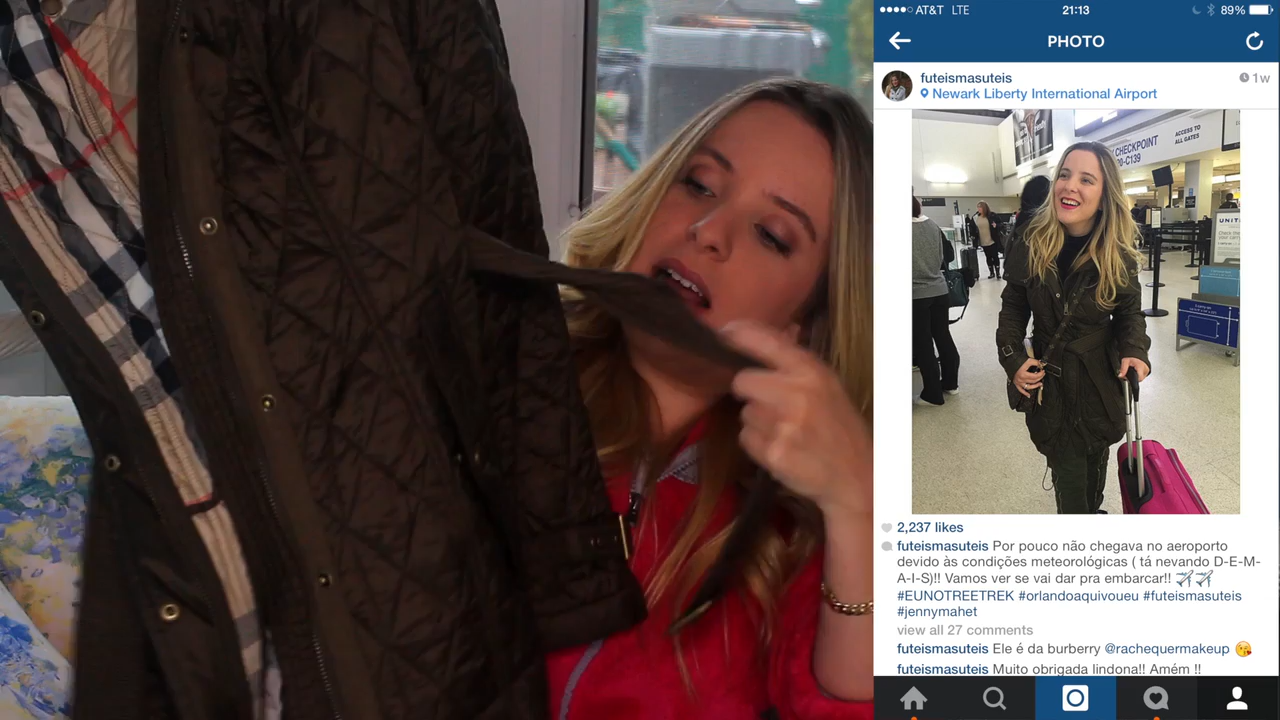 AT&T LTE 21:13 89%
PHOTO
futeismasuteis 1w
Newark Liberty International Airport
CHECKPOINT
0-C139
ACCESS TO
ALL GATES
UNIT
2,237 likes
futeismasuteis Por pouco não chegava no aeroporto
devido às condições meteorológicas ( tá nevando D-E-M-
A-I-S)!! Vamos ver se vai dar pra embarcar!! ✈️✈️
#EUNOTREETREK #orlandoaquivoueu #futeismasuteis
#jennymahet
view all 27 comments
futeismasuteis Ele é da burberry @rachequermakeup 😘
futeismasuteis Muito obrigada lindona!! Amém !!